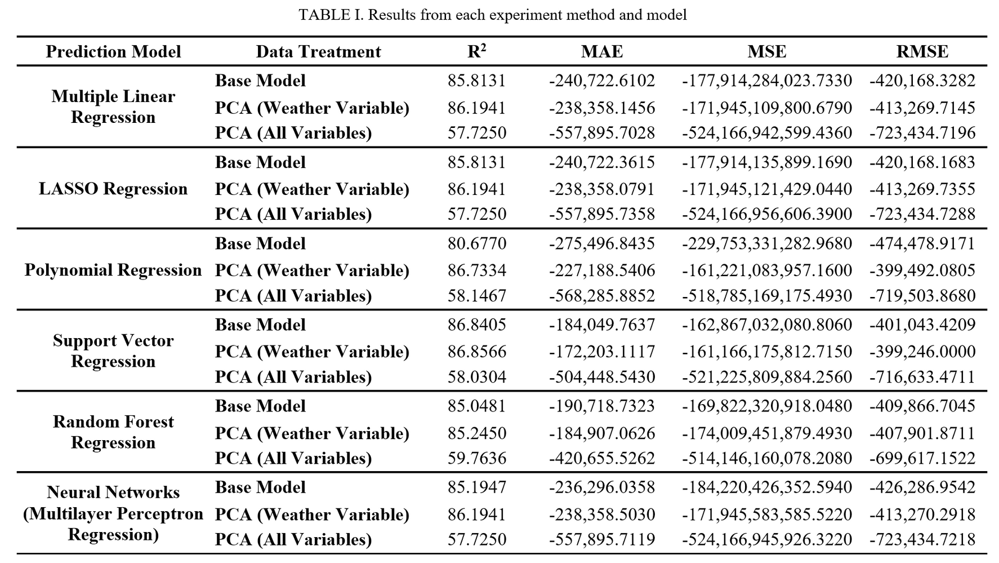 TABLE I. Results from each experiment method and model
Prediction Model Data Treatment R² MAE MSE RMSE
Multiple Linear Regression
Base Model 85.8131 -240,722.6102 -177,914,284,023.7330 -420,168.3282
PCA (Weather Variable) 86.1941 -238,358.1456 -171,945,109,800.6790 -413,269.7145
PCA (All Variables) 57.7250 -557,895.7028 -524,166,942,599.4360 -723,434.7196
LASSO Regression
Base Model 85.8131 -240,722.3615 -177,914,135,899.1690 -420,168.1683
PCA (Weather Variable) 86.1941 -238,358.0791 -171,945,121,429.0440 -413,269.7355
PCA (All Variables) 57.7250 -557,895.7358 -524,166,956,606.3900 -723,434.7288
Polynomial Regression
Base Model 80.6770 -275,496.8435 -229,753,331,282.9680 -474,478.9171
PCA (Weather Variable) 86.7334 -227,188.5406 -161,221,083,957.1600 -399,492.0805
PCA (All Variables) 58.1467 -568,285.8852 -518,785,169,175.4930 -719,503.8680
Support Vector Regression
Base Model 86.8405 -184,049.7637 -162,867,032,080.8060 -401,043.4209
PCA (Weather Variable) 86.8566 -172,203.1117 -161,166,175,812.7150 -399,246.0000
PCA (All Variables) 58.0304 -504,448.5430 -521,225,809,884.2560 -716,633.4711
Random Forest Regression
Base Model 85.0481 -190,718.7323 -169,822,320,918.0480 -409,866.7045
PCA (Weather Variable) 85.2450 -184,907.0626 -174,009,451,879.4930 -407,901.8711
PCA (All Variables) 59.7636 -420,655.5262 -514,146,160,078.2080 -699,617.1522
Neural Networks (Multilayer Perceptron Regression)
Base Model 85.1947 -236,296.0358 -184,220,426,352.5940 -426,286.9542
PCA (Weather Variable) 86.1941 -238,358.5030 -171,945,583,585.5220 -413,270.2918
PCA (All Variables) 57.7250 -557,895.7119 -524,166,945,926.3220 -723,434.7218